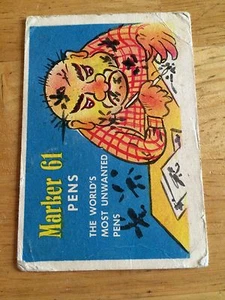 Marker 61
PENS
THE WORLD'S
MOST UNWANTED
PENS